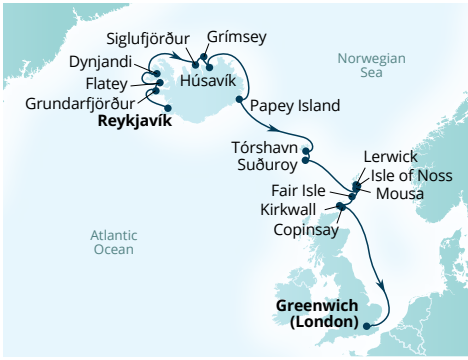 Siglufjörður
Grímsey
Dynjandi
Húsavík
Flatey
Grundarfjörður
Reykjavík
Papey Island
Norwegian
Sea
Tórshavn
Suðuroy
Lerwick
Isle of Noss
Mousa
Fair Isle
Kirkwall
Copinsay
Atlantic
Ocean
Greenwich
(London)